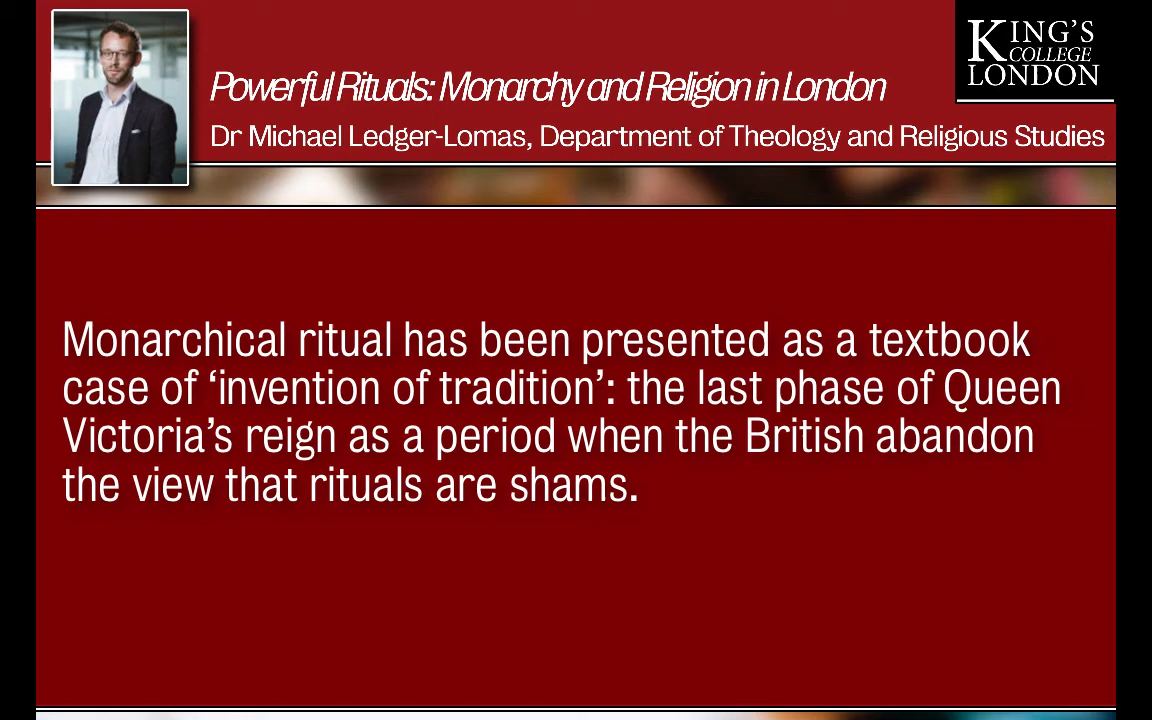 Powerful Rituals: Monarchy and Religion in London
Dr Michael Ledger-Lomas, Department of Theology and Religious Studies
KING'S
COLLEGE
LONDON
Monarchical ritual has been presented as a textbook
case of ‘invention of tradition’: the last phase of Queen
Victoria’s reign as a period when the British abandon
the view that rituals are shams.